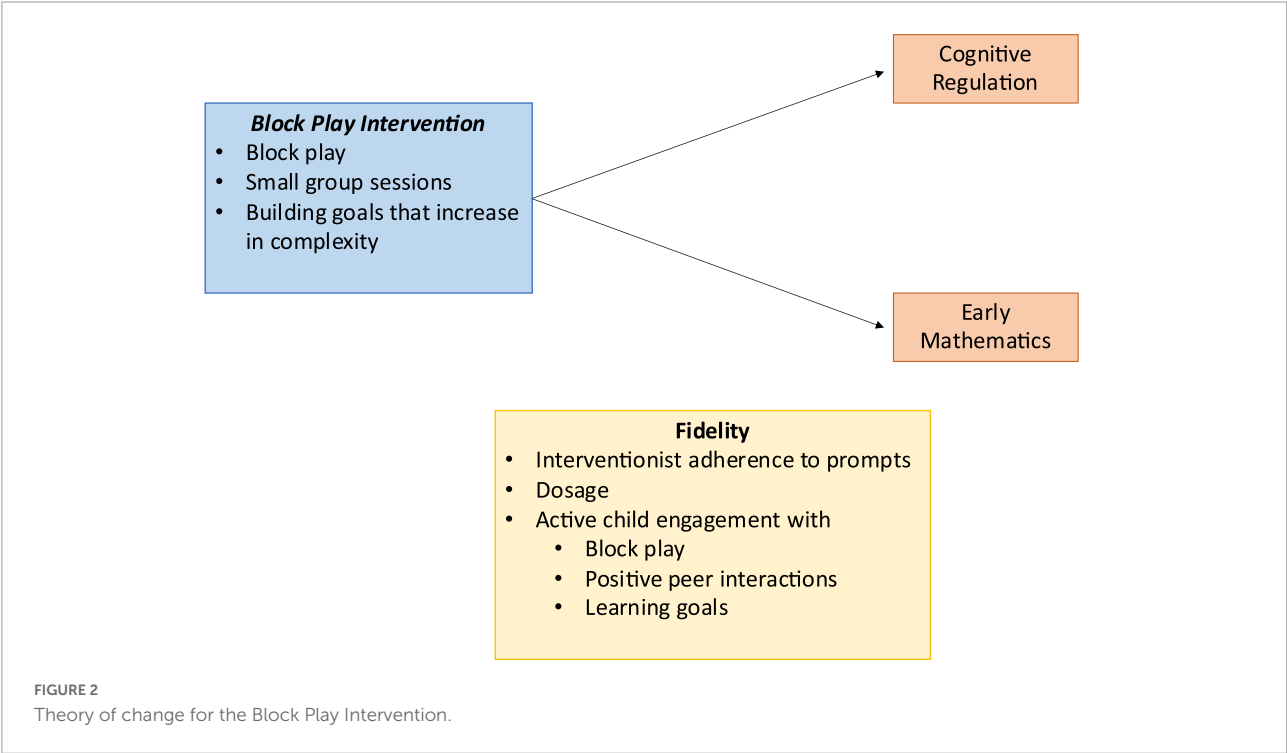 Cognitive
Regulation
Block Play Intervention
• Block play
• Small group sessions
• Building goals that increase
in complexity
Early
Mathematics
Fidelity
• Interventionist adherence to prompts
• Dosage
• Active child engagement with
• Block play
• Positive peer interactions
• Learning goals
FIGURE 2
Theory of change for the Block Play Intervention.